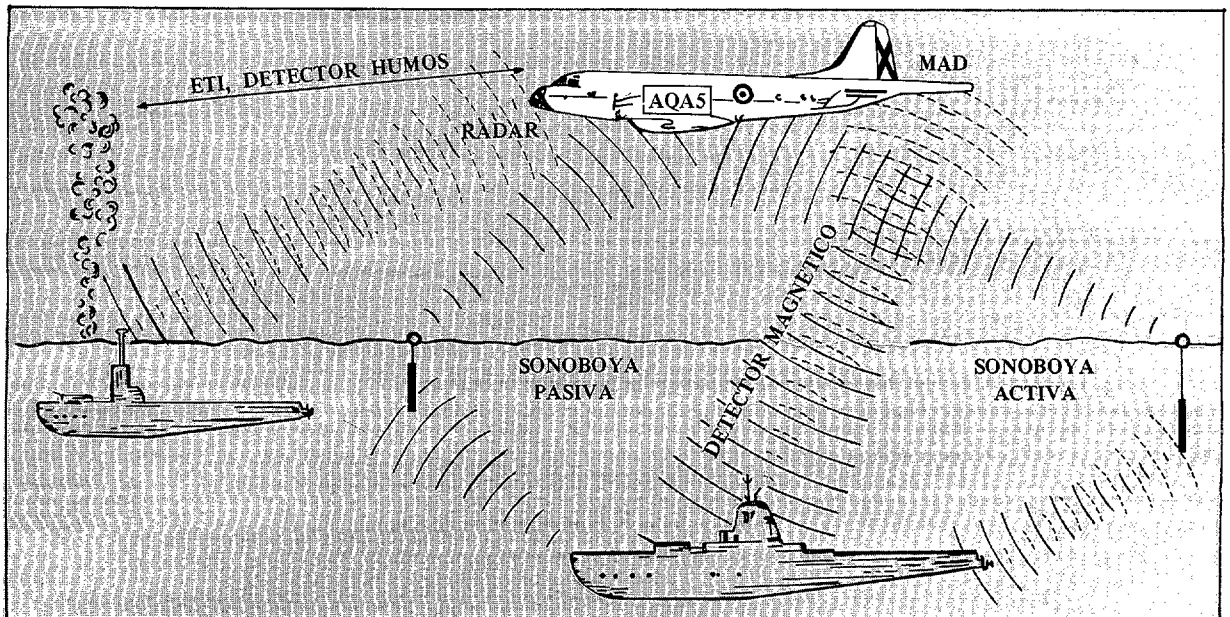 ETI, DETECTOR HUMOS
MAD
AQA5
RADAR
DETECTOR MAGNETICO
SONOBOYA
PASIVA
SONOBOYA
ACTIVA